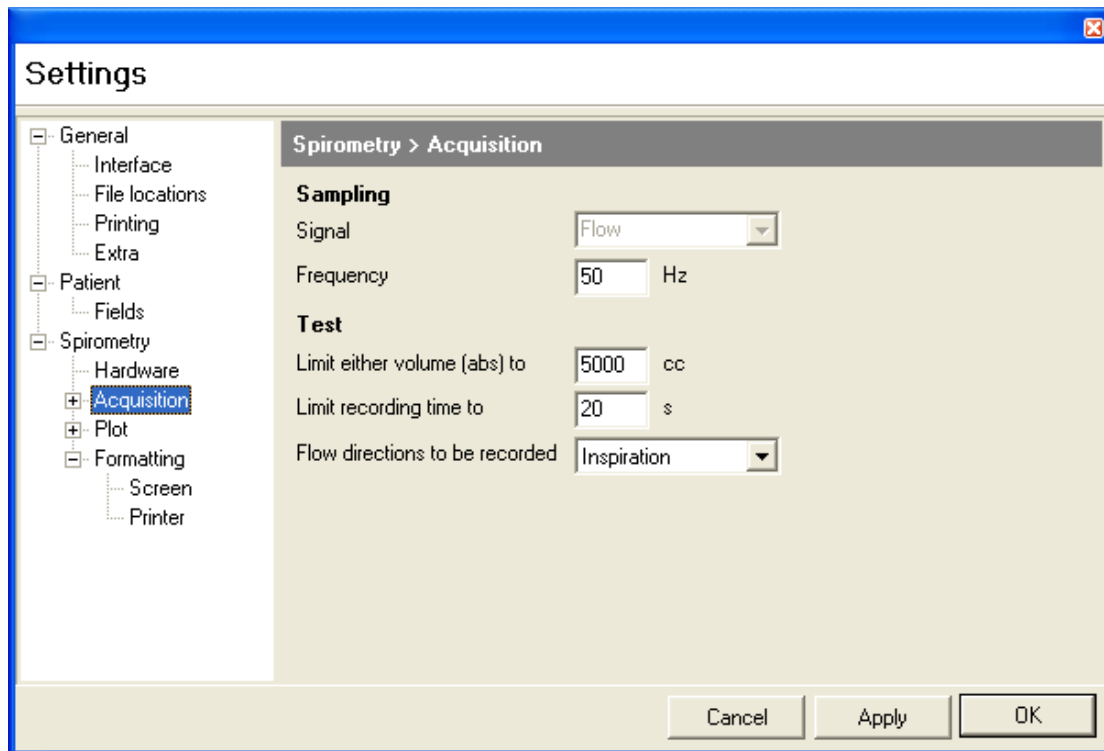 Settings
General
Interface
File locations
Printing
Extra
Patient
Fields
Spirometry
Hardware
Acquisition
Plot
Formatting
Screen
Printer
Spirometry > Acquisition
Sampling
Signal Flow
Frequency 50 Hz
Test
Limit either volume (abs) to 5000 cc
Limit recording time to 20 s
Flow directions to be recorded Inspiration
Cancel Apply OK